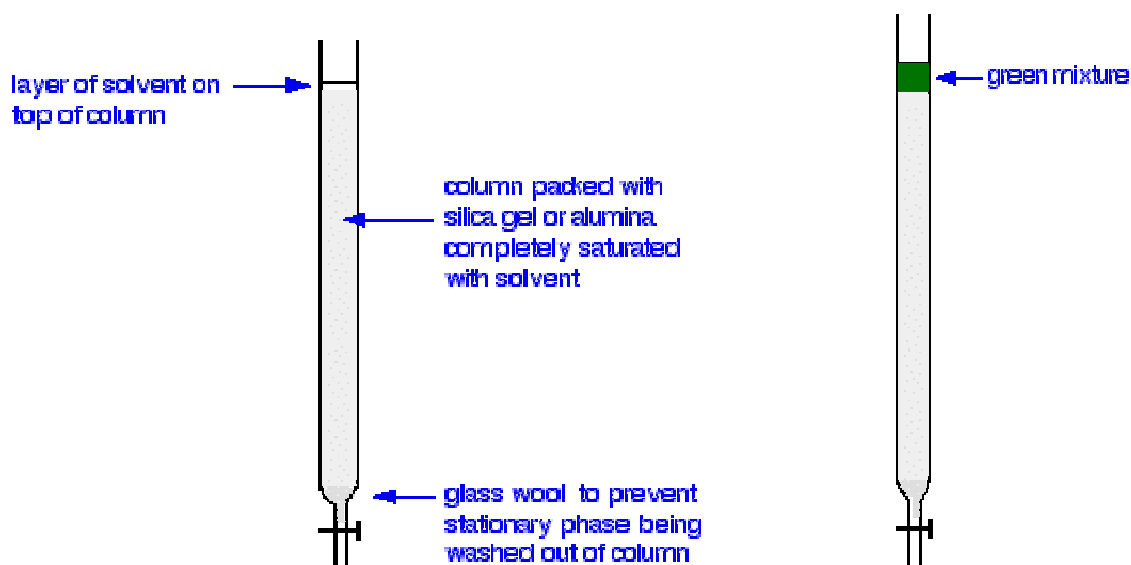 layer of solvent on
top of column
green mixture
column packed with
silica gel or alumina
completely saturated
with solvent
glass wool to prevent
stationary phase being
washed out of column